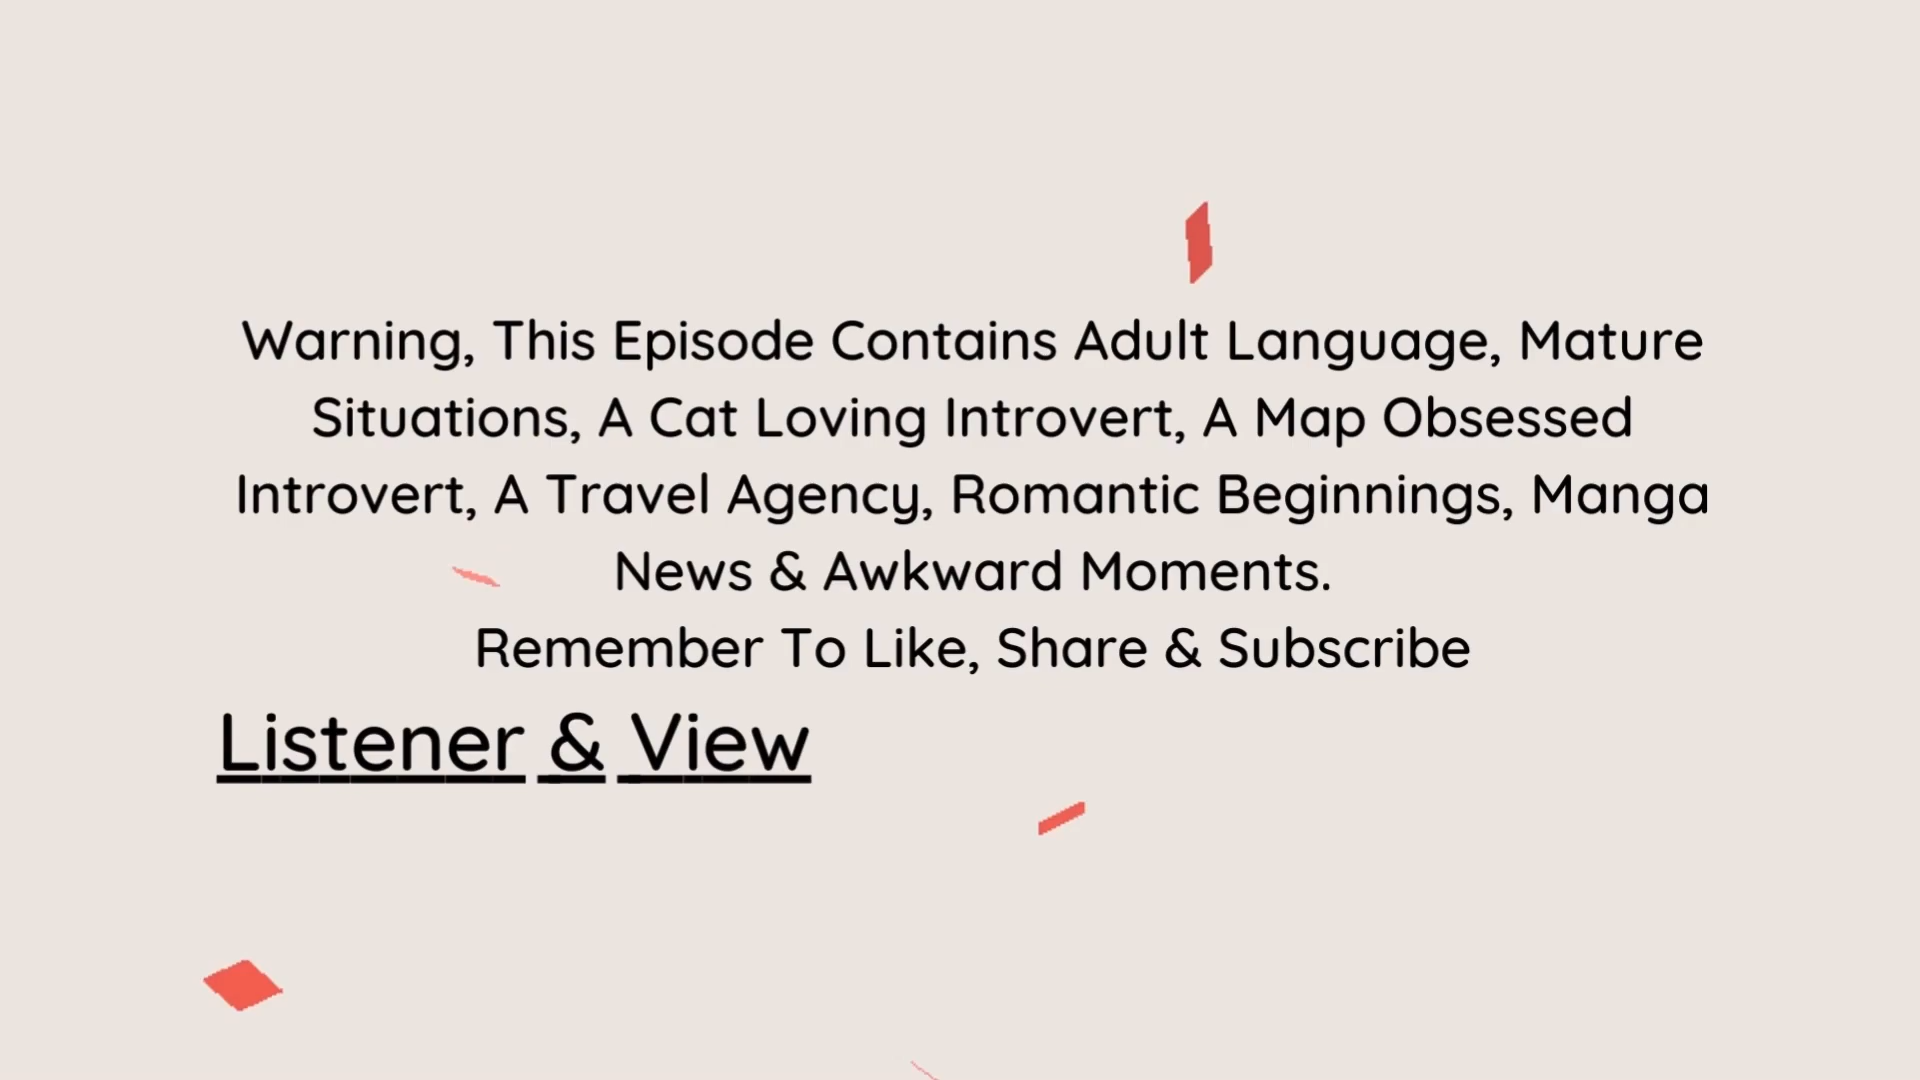 Warning, This Episode Contains Adult Language, Mature
Situations, A Cat Loving Introvert, A Map Obsessed
Introvert, A Travel Agency, Romantic Beginnings, Manga
News & Awkward Moments.
Remember To Like, Share & Subscribe
Listener & View